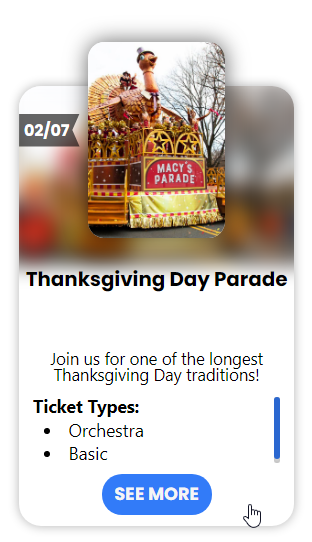 02/07
MACY'S
PARADE
Thanksgiving Day Parade
Join us for one of the longest
Thanksgiving Day traditions!
Ticket Types:
• Orchestra
• Basic
SEE MORE